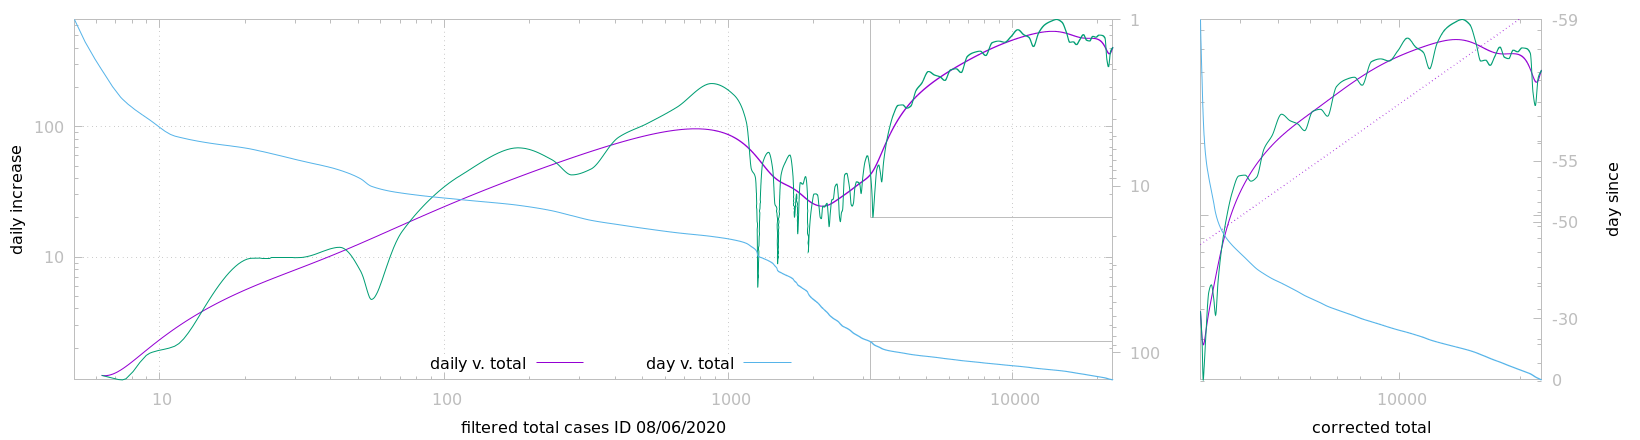 1
-59
100
-55
10
-50
10
-30
daily v. total
day v. total
100
0
10
100
1000
10000
10000
filtered total cases ID 08/06/2020
corrected total
daily increase
day since